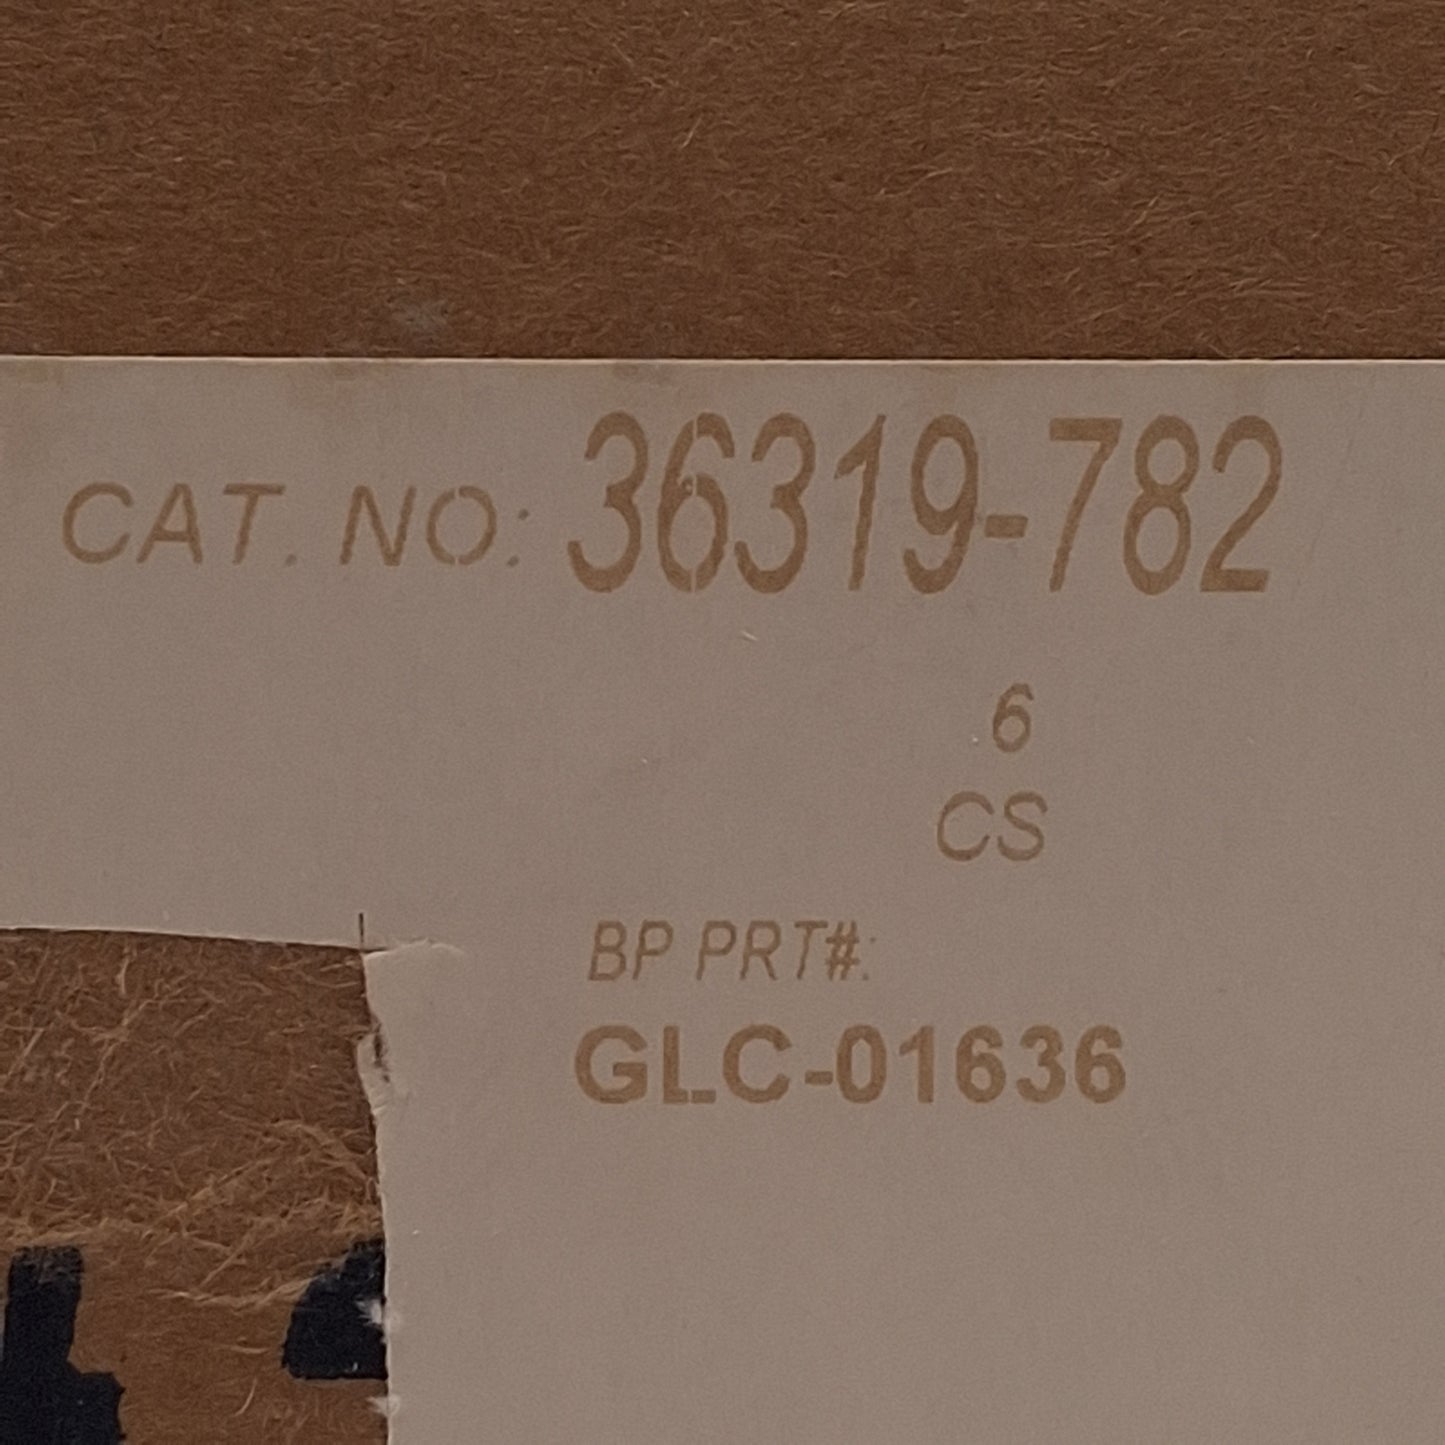 CAT. NO: 36319-782
6
CS
BP PRT#:
GLC-01636